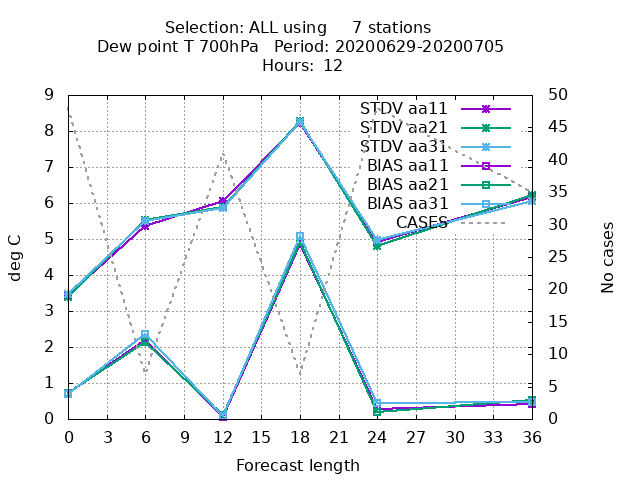 Selection: ALL using 7 stations
Dew point T 700hPa Period: 20200629-20200705
Hours: 12
9 50
8 45
7 40
6 35
5 30
4 25
3 20
2 15
1 10
0 5
0
STDV aa11
STDV aa21
STDV aa31
BIAS aa11
BIAS aa21
BIAS aa31
CASES
deg C
No cases
0 3 6 9 12 15 18 21 24 27 30 33 36
Forecast length